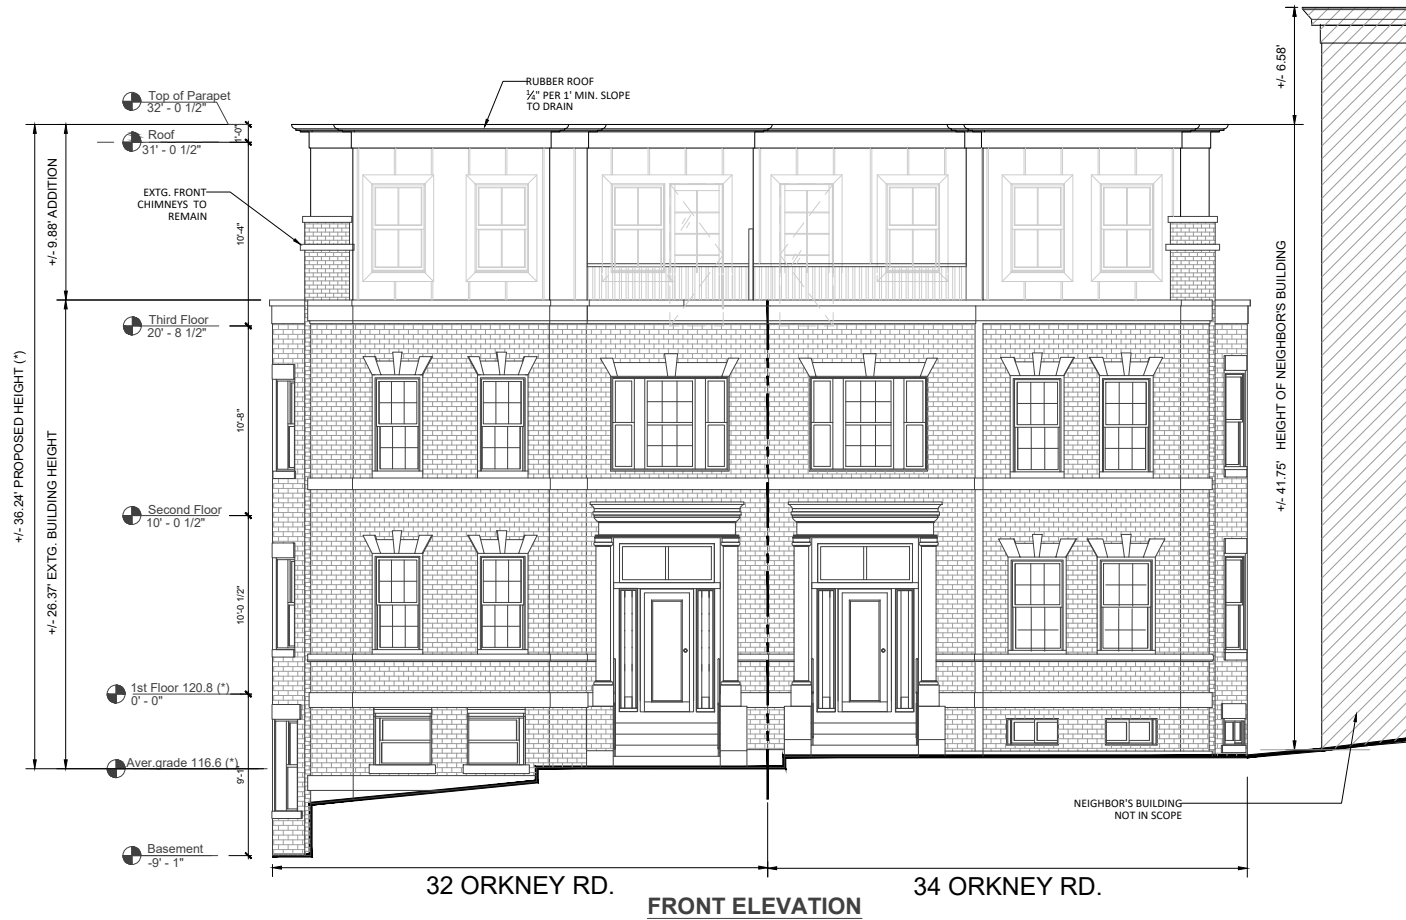 +/- 6.58'
RUBBER ROOF
¼" PER 1' MIN. SLOPE
TO DRAIN
Top of Parapet
32' - 0 1/2"
1'-0"
Roof
31' - 0 1/2"
+/- 9.88' ADDITION
EXTG. FRONT
CHIMNEYS TO
REMAIN
10'-4"
Third Floor
20' - 8 1/2"
+/- 36.24' PROPOSED HEIGHT (*)
+/- 26.37' EXTG. BUILDING HEIGHT
10'-8"
+/- 41.75' HEIGHT OF NEIGHBOR'S BUILDING
Second Floor
10' - 0 1/2"
10'-0 1/2"
1st Floor 120.8 (*)
0' - 0"
Aver.grade 116.6 (*)
9'-1"
Basement
-9' - 1"
NEIGHBOR'S BUILDING
NOT IN SCOPE
32 ORKNEY RD.
34 ORKNEY RD.
FRONT ELEVATION